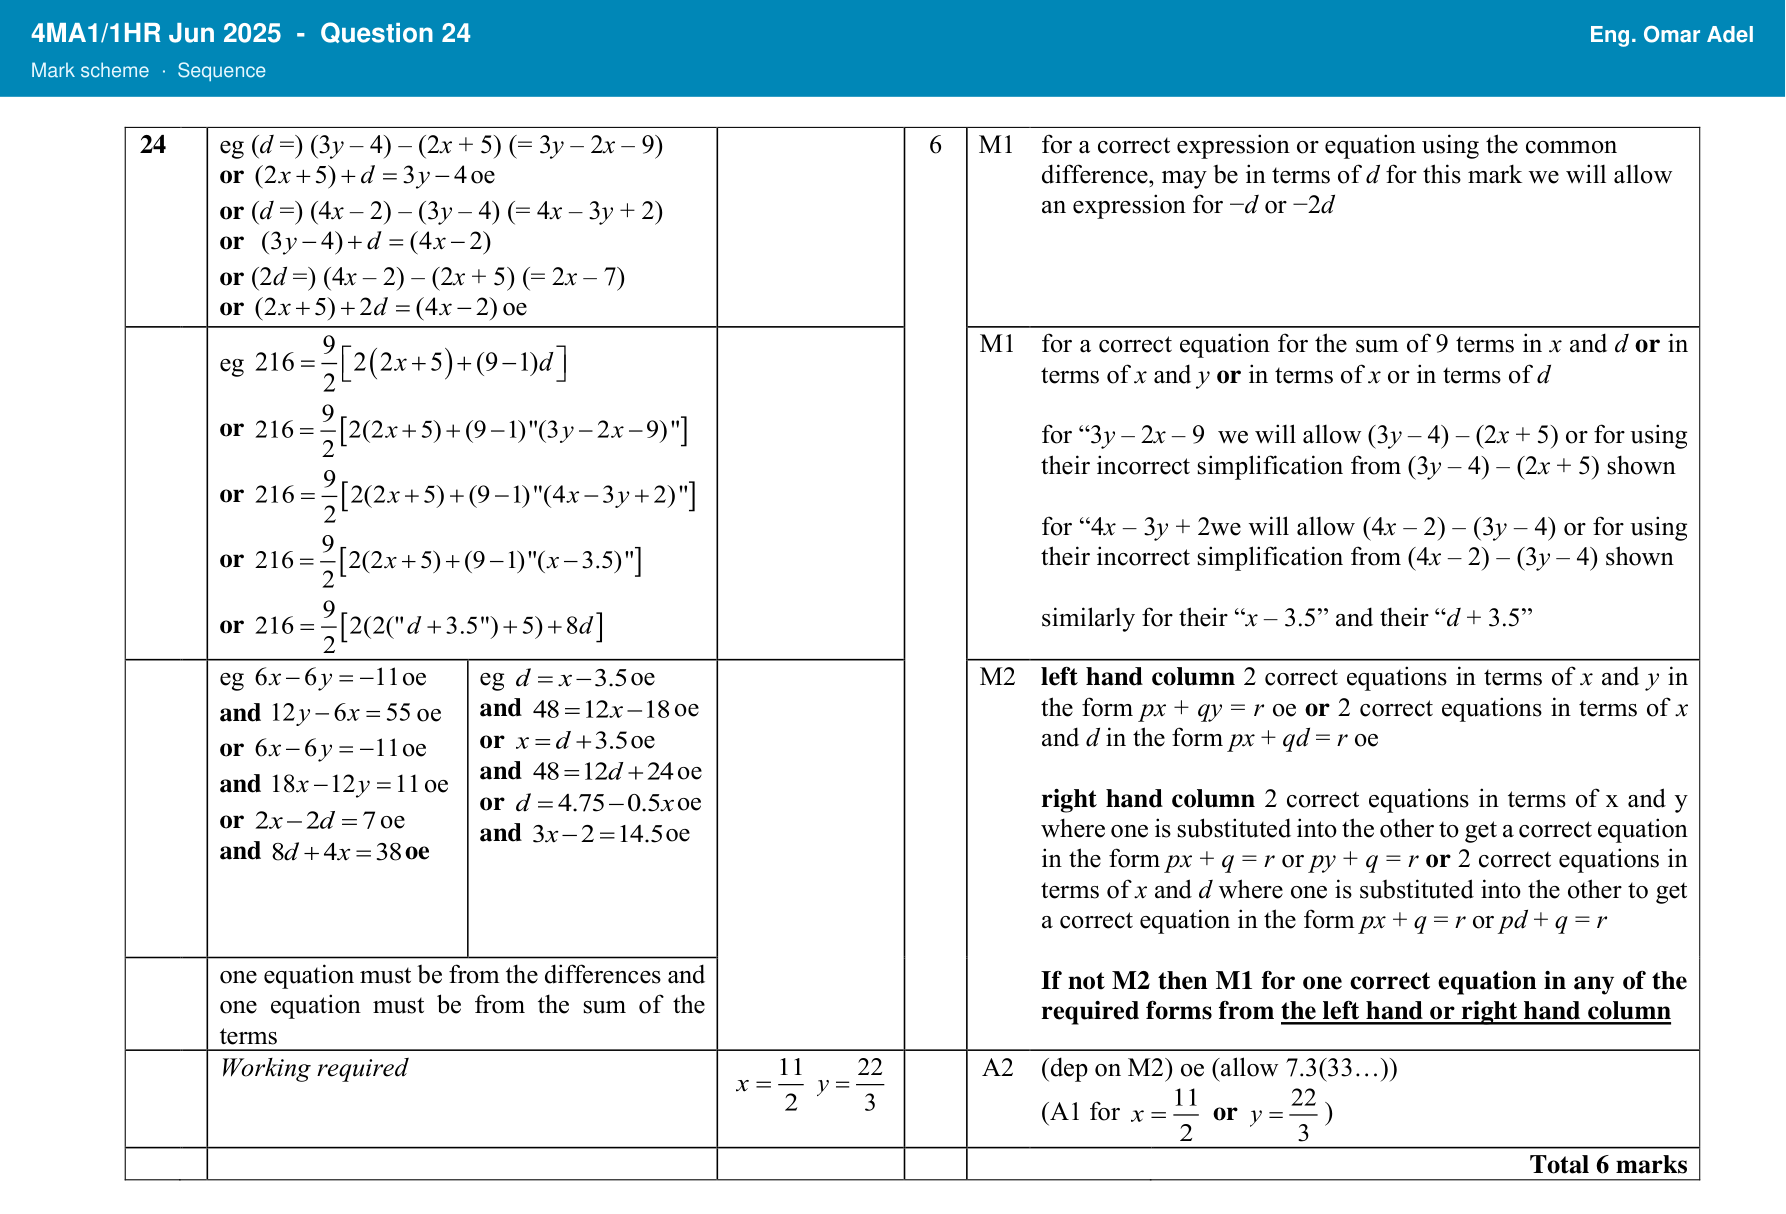 4MA1/1HR Jun 2025 - Question 24
Eng. Omar Adel
Mark scheme · Sequence
24
eg (d =) (3y – 4) – (2x + 5) (= 3y – 2x – 9)
or (2x + 5) + d = 3y – 4 oe
or (d =) (4x – 2) – (3y – 4) (= 4x – 3y + 2)
or (3y – 4) + d = (4x – 2)
or (2d =) (4x – 2) – (2x + 5) (= 2x – 7)
or (2x + 5) + 2d = (4x – 2) oe
6
M1 for a correct expression or equation using the common
difference, may be in terms of d for this mark we will allow
an expression for −d or −2d
eg 216 = 9/2 [2(2x + 5) + (9 – 1)d]
or 216 = 9/2 [2(2x + 5) + (9 – 1)"(3y – 2x – 9)"]
or 216 = 9/2 [2(2x + 5) + (9 – 1)"(4x – 3y + 2)"]
or 216 = 9/2 [2(2x + 5) + (9 – 1)"(x – 3.5)"]
or 216 = 9/2 [2(2("d + 3.5") + 5) + 8d]
M1 for a correct equation for the sum of 9 terms in x and d or in
terms of x and y or in terms of x or in terms of d
for “3y – 2x – 9 we will allow (3y – 4) – (2x + 5) or for using
their incorrect simplification from (3y – 4) – (2x + 5) shown
for “4x – 3y + 2we will allow (4x – 2) – (3y – 4) or for using
their incorrect simplification from (4x – 2) – (3y – 4) shown
similarly for their “x – 3.5” and their “d + 3.5”
eg 6x – 6y = –11 oe
and 12y – 6x = 55 oe
or 6x – 6y = –11 oe
and 18x – 12y = 11 oe
or 2x – 2d = 7 oe
and 8d + 4x = 38 oe
eg d = x – 3.5 oe
and 48 = 12x – 18 oe
or x = d + 3.5 oe
and 48 = 12d + 24 oe
or d = 4.75 – 0.5x oe
and 3x – 2 = 14.5 oe
M2 left hand column 2 correct equations in terms of x and y in
the form px + qy = r oe or 2 correct equations in terms of x
and d in the form px + qd = r oe
right hand column 2 correct equations in terms of x and y
where one is substituted into the other to get a correct equation
in the form px + q = r or py + q = r or 2 correct equations in
terms of x and d where one is substituted into the other to get
a correct equation in the form px + q = r or pd + q = r
If not M2 then M1 for one correct equation in any of the
required forms from the left hand or right hand column
one equation must be from the differences and
one equation must be from the sum of the
terms
Working required
x = 11/2 y = 22/3
A2 (dep on M2) oe (allow 7.3(33…))
(A1 for x = 11/2 or y = 22/3 )
Total 6 marks